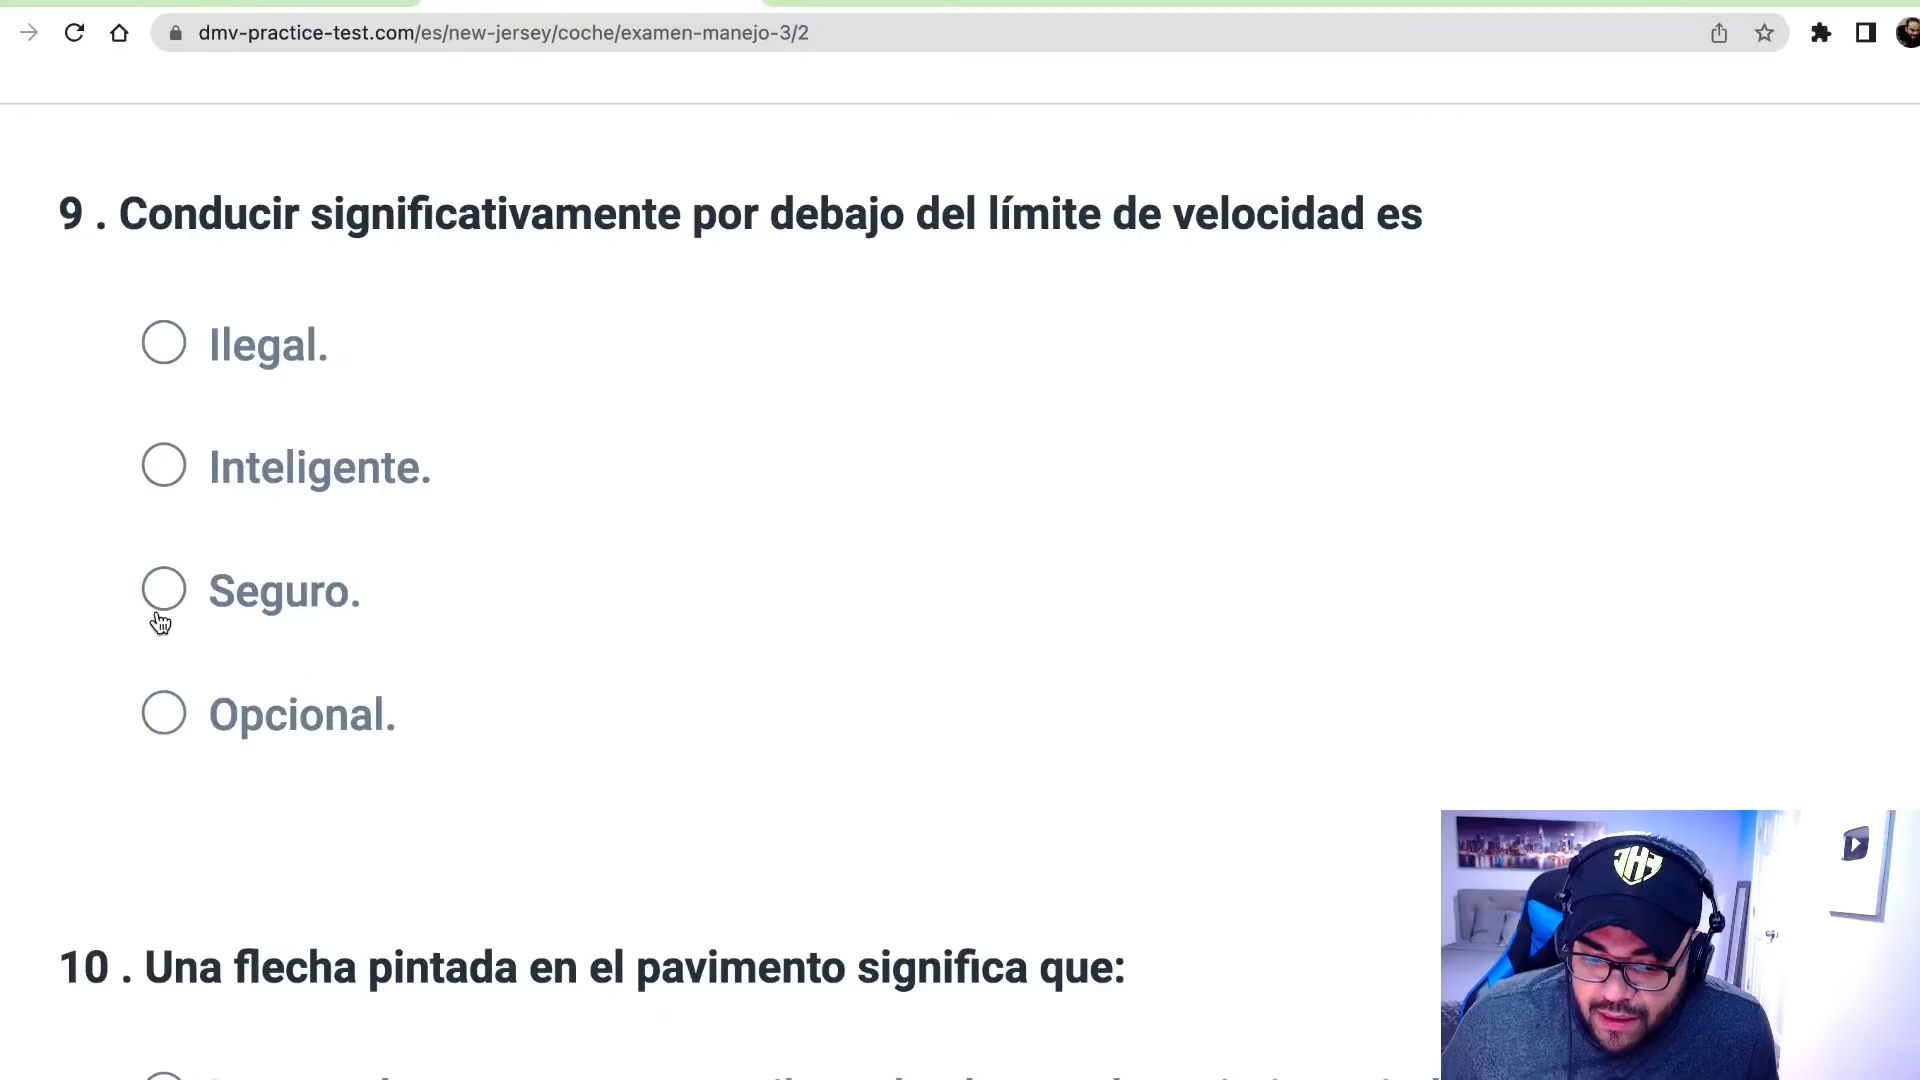 dmv-practice-test.com/es/new-jersey/coche/examen-manejo-3/2
9 . Conducir significativamente por debajo del límite de velocidad es
Ilegal.
Inteligente.
Seguro.
Opcional.
10 . Una flecha pintada en el pavimento significa que: